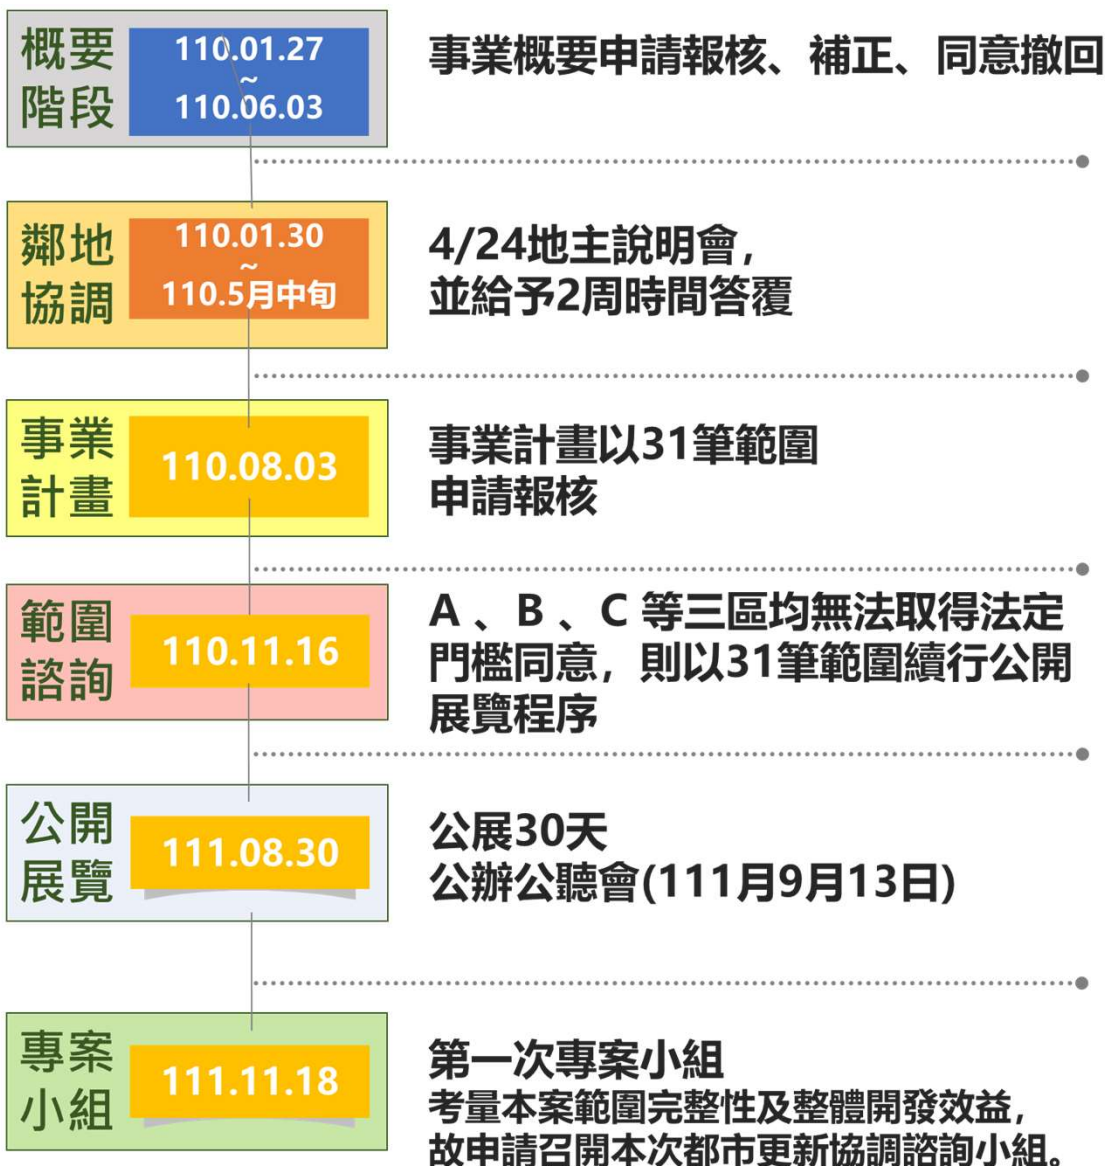 概要
階段
110.01.27
~
110.06.03
事業概要申請報核、補正、同意撤回
鄰地
協調
110.01.30
~
110.5月中旬
4/24地主說明會，
並給予2周時間答覆
事業
計畫
110.08.03
事業計畫以31筆範圍
申請報核
範圍
諮詢
110.11.16
A 、B 、C 等三區均無法取得法定
門檻同意，則以31筆範圍續行公開
展覽程序
公開
展覽
111.08.30
公展30天
公辦公聽會(111月9月13日)
專案
小組
111.11.18
第一次專案小組
考量本案範圍完整性及整體開發效益，
故申請召開本次都市更新協調諮詢小組。